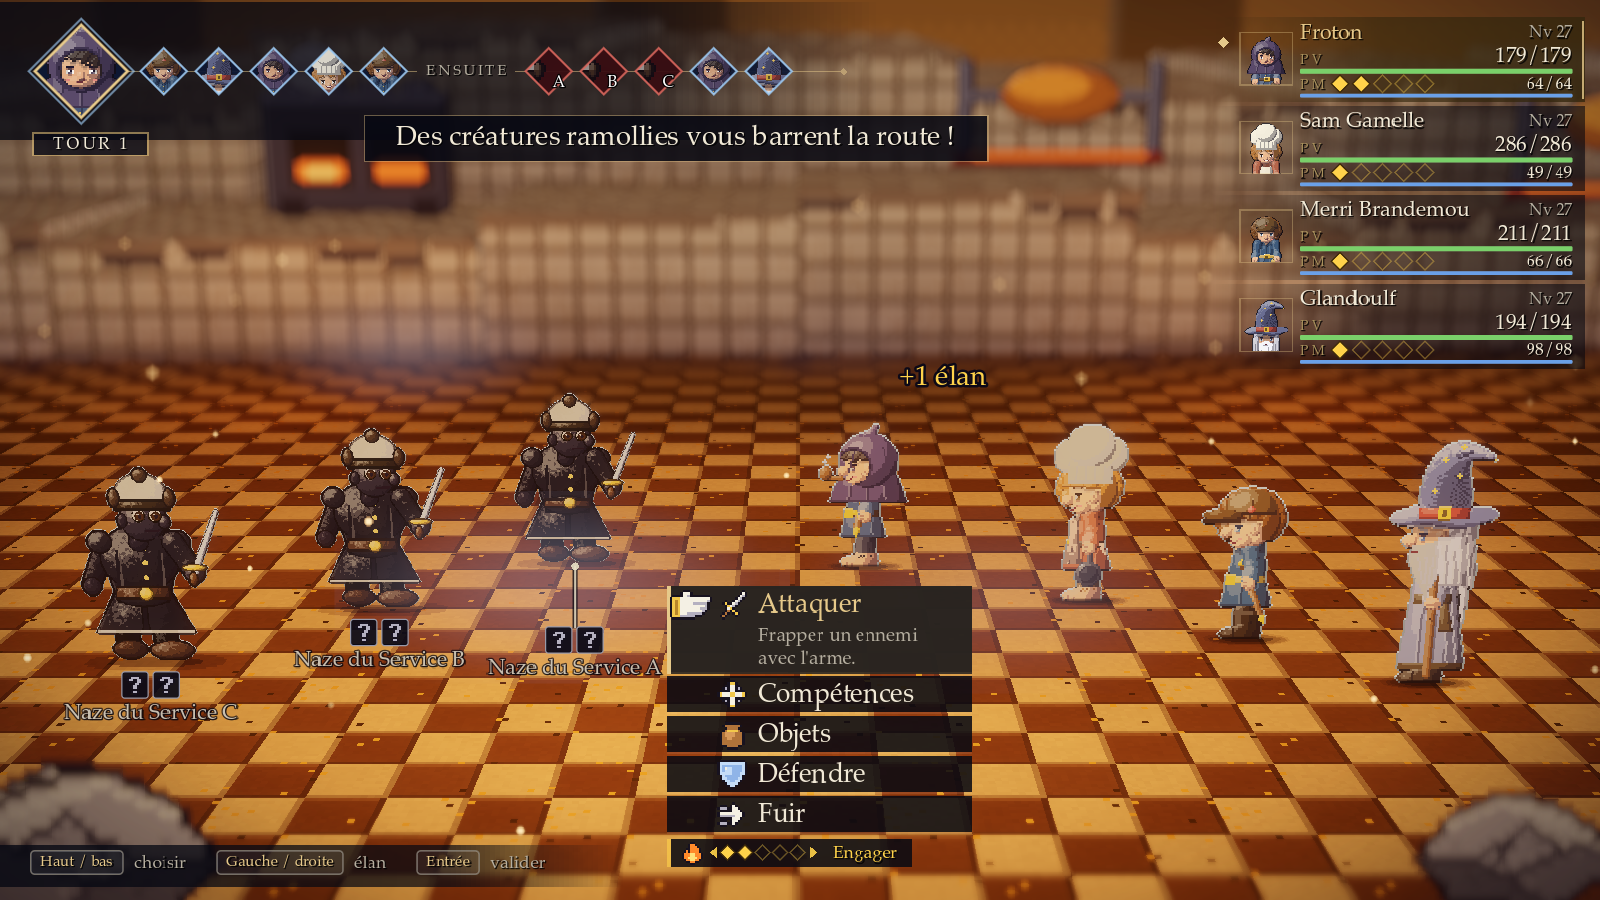 ENSUITE
A
B
C
TOUR 1
Des créatures ramollies vous barrent la route !
Froton
Nv 27
PV
179/179
PM
64/64
Sam Gamelle
Nv 27
PV
286/286
PM
49/49
Merri Brandemou
Nv 27
PV
211/211
PM
66/66
Glandoulf
Nv 27
PV
194/194
PM
98/98
+1 élan
? ?
Naze du Service A
? ?
Naze du Service B
? ?
Naze du Service C
Attaquer
Frapper un ennemi
avec l'arme.
Compétences
Objets
Défendre
Fuir
Engager
Haut / bas
choisir
Gauche / droite
élan
Entrée
valider